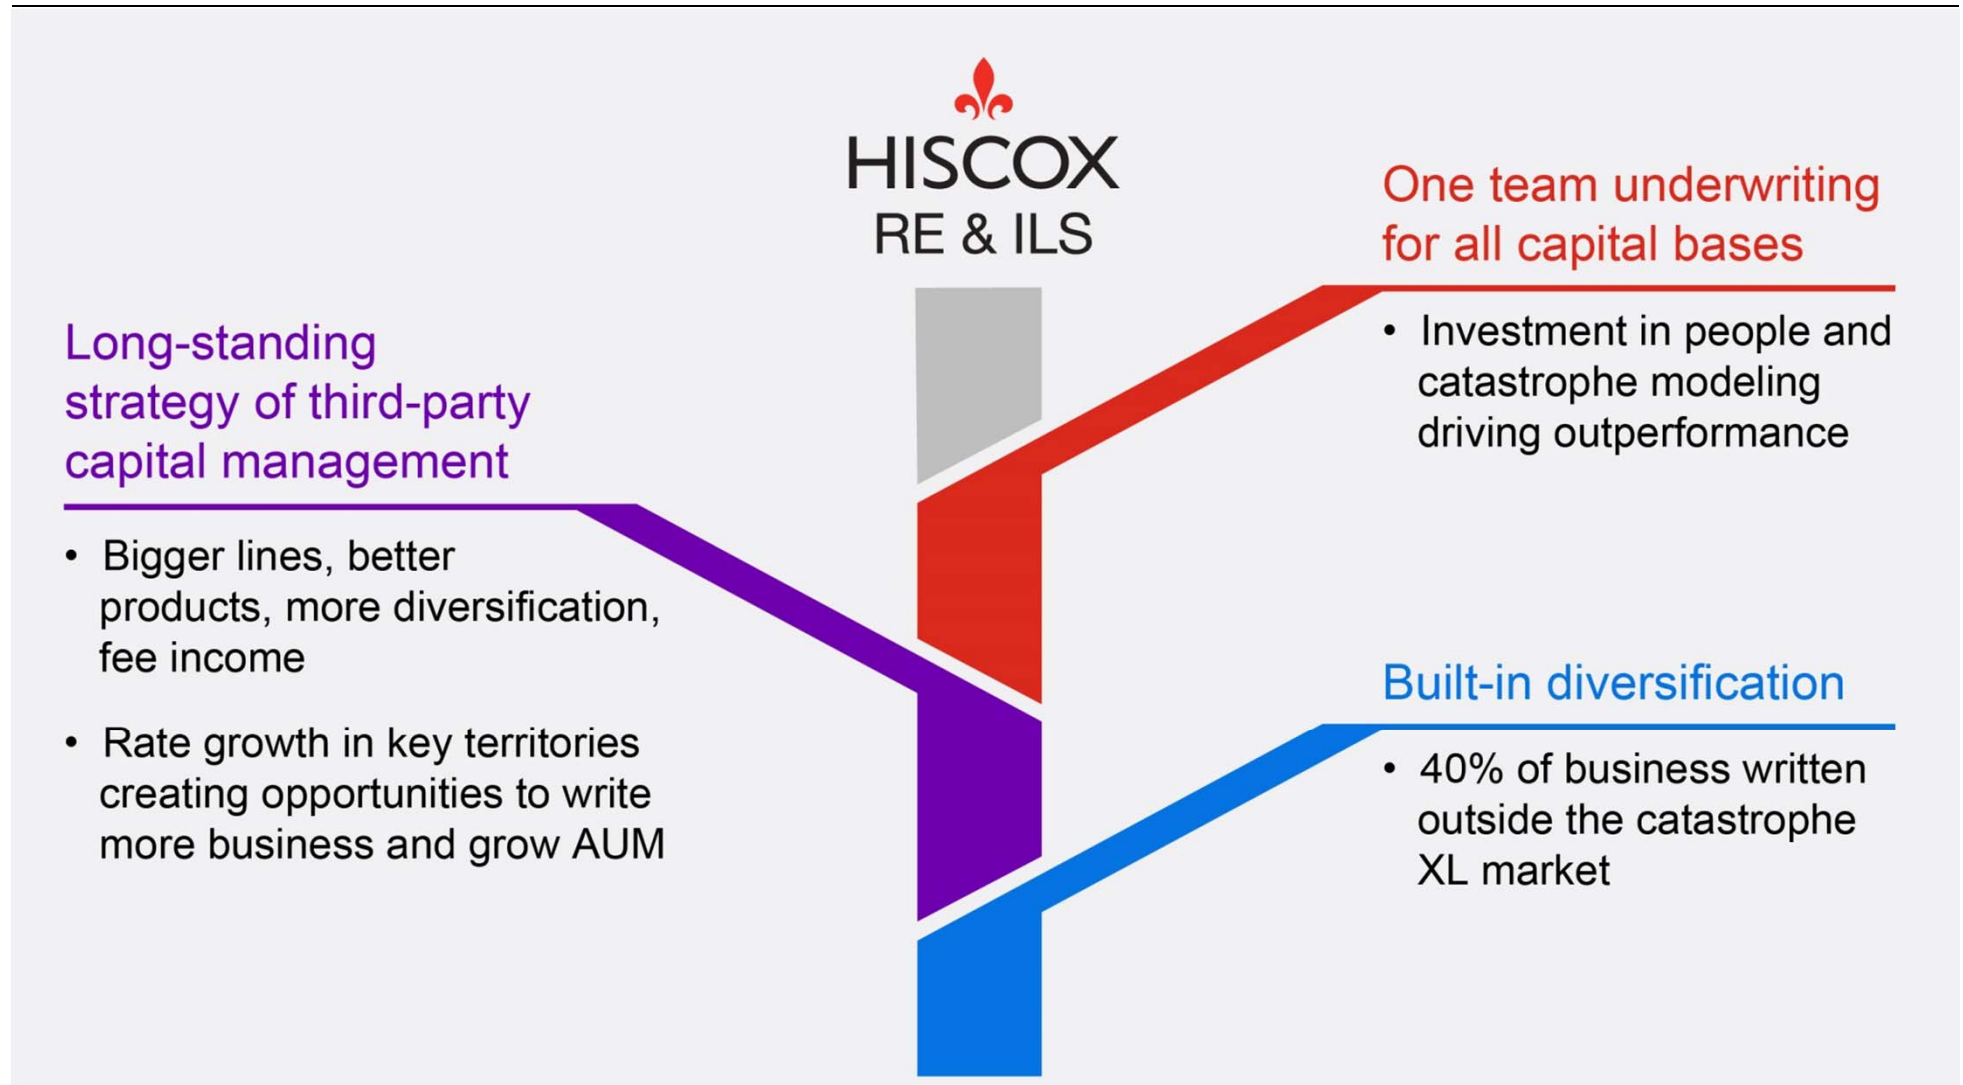 HISCOX
RE & ILS
One team underwriting
for all capital bases
• Investment in people and
catastrophe modeling
driving outperformance
Long-standing
strategy of third-party
capital management
• Bigger lines, better
products, more diversification,
fee income
• Rate growth in key territories
creating opportunities to write
more business and grow AUM
Built-in diversification
• 40% of business written
outside the catastrophe
XL market